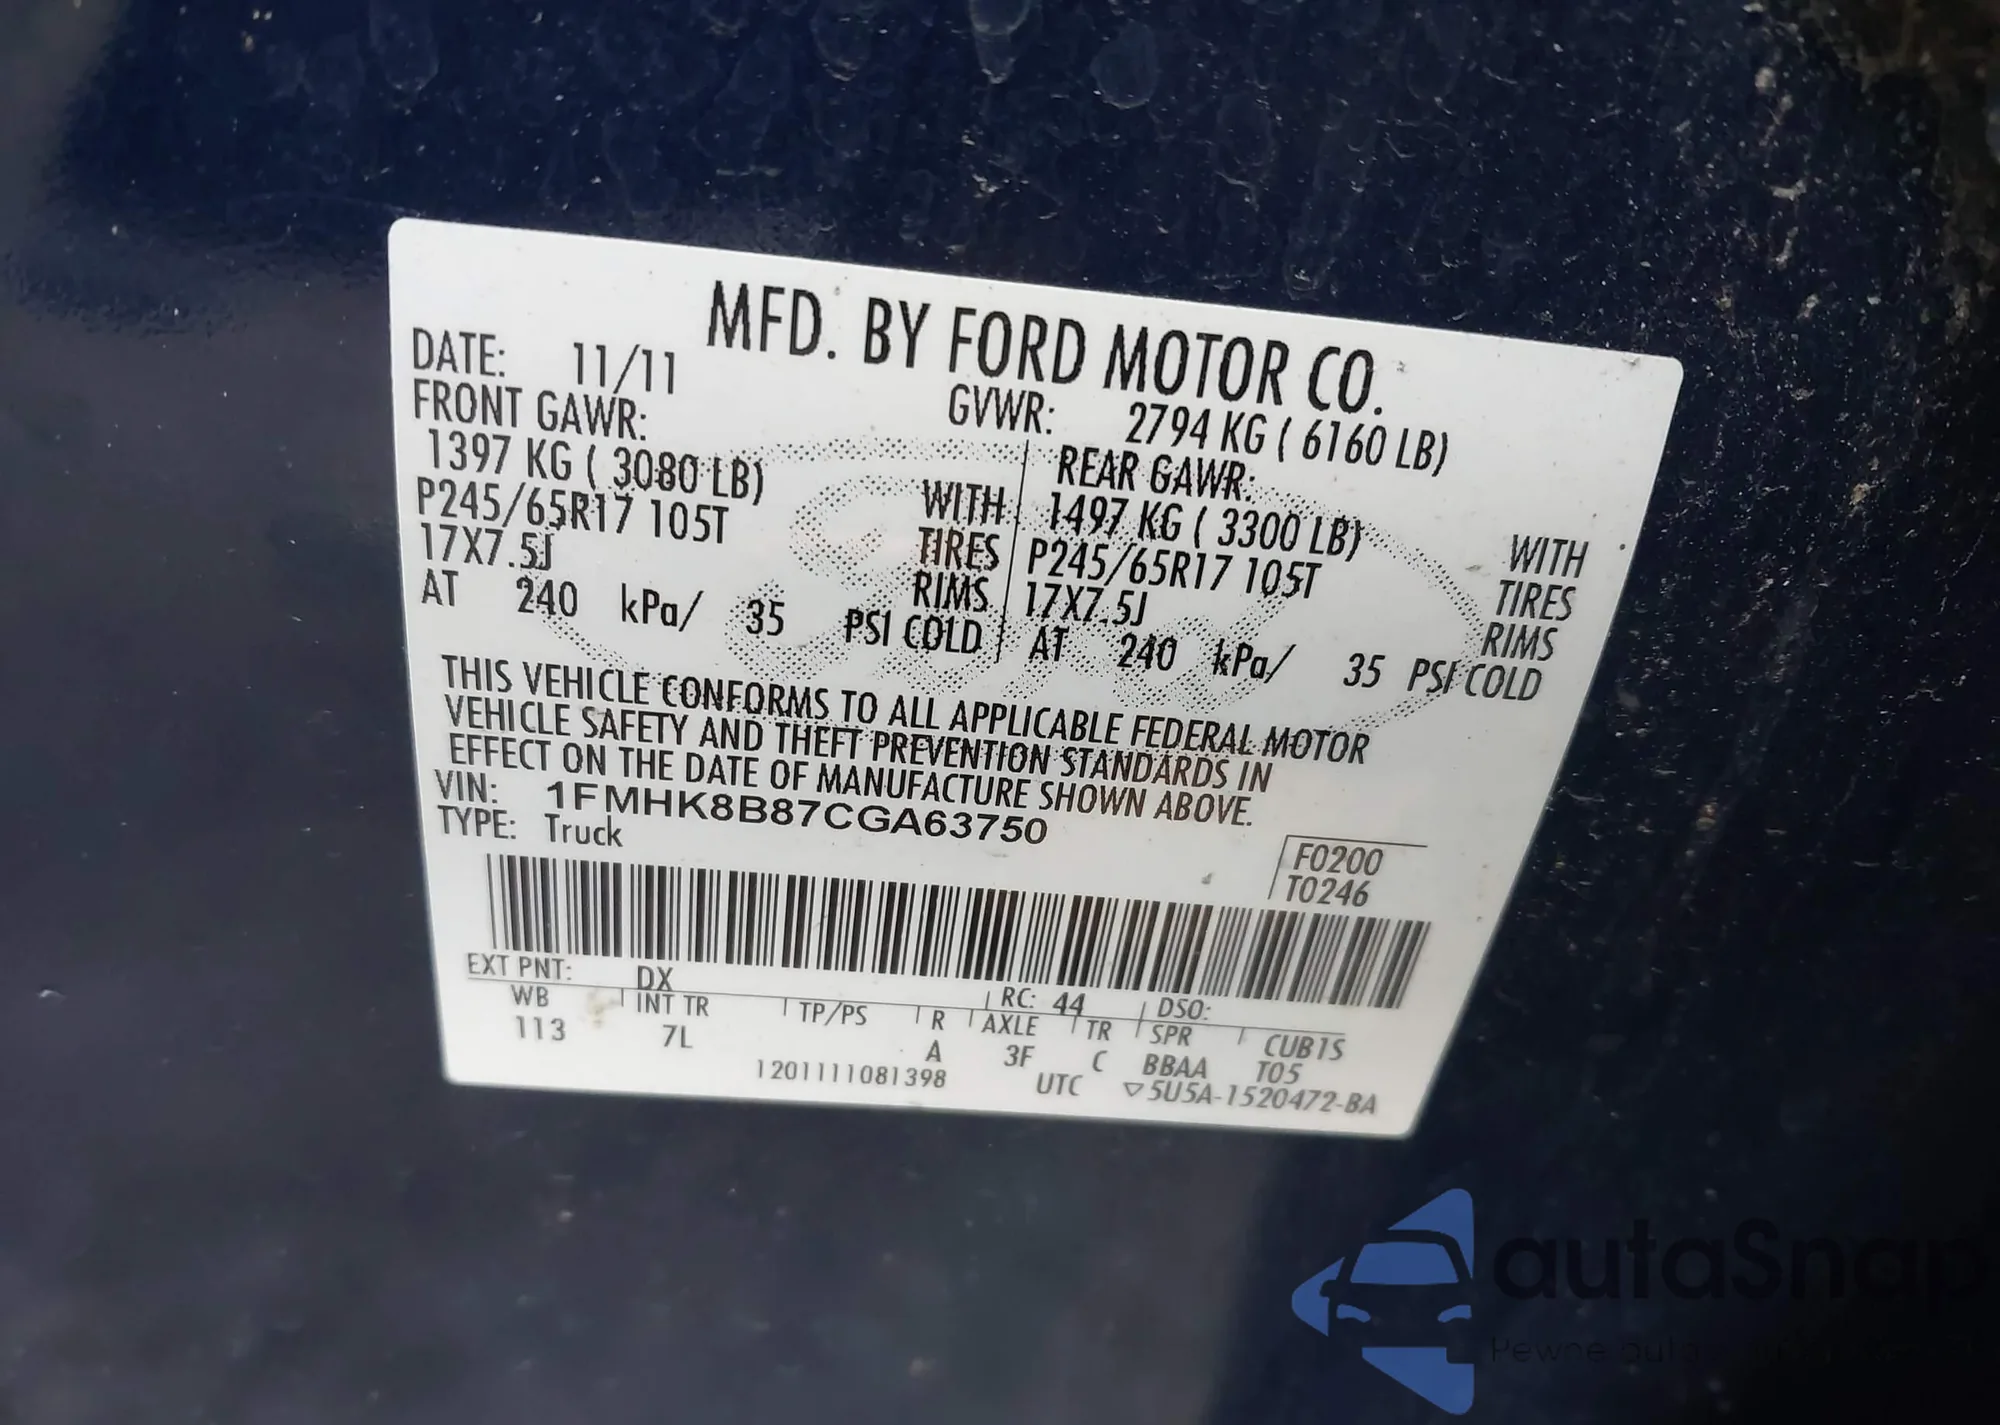 MFD. BY FORD MOTOR CO.
DATE: 11/11 GVWR: 2794 KG ( 6160 LB)
FRONT GAWR: REAR GAWR:
1397 KG ( 3080 LB) WITH 1497 KG ( 3300 LB) WITH
P245/65R17 105T TIRES P245/65R17 105T TIRES
17X7.5J RIMS 17X7.5J RIMS
AT 240 kPa/ 35 PSI COLD AT 240 kPa/ 35 PSI COLD
THIS VEHICLE CONFORMS TO ALL APPLICABLE FEDERAL MOTOR
VEHICLE SAFETY AND THEFT PREVENTION STANDARDS IN
EFFECT ON THE DATE OF MANUFACTURE SHOWN ABOVE.
VIN: 1FMHK8B87CGA63750
TYPE: Truck
F0200
T0246
EXT PNT: DX RC: 44 DSO:
WB INT TR TP/PS R AXLE TR SPR CUB1S
113 7L A 3F C BBAA T05
1201111081398 UTC ▽5U5A-1520472-BA
autaSnap
Pewne auta